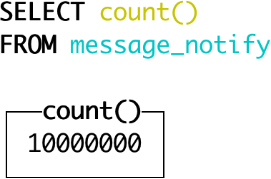 SELECT count()
FROM message_notify
count()
10000000